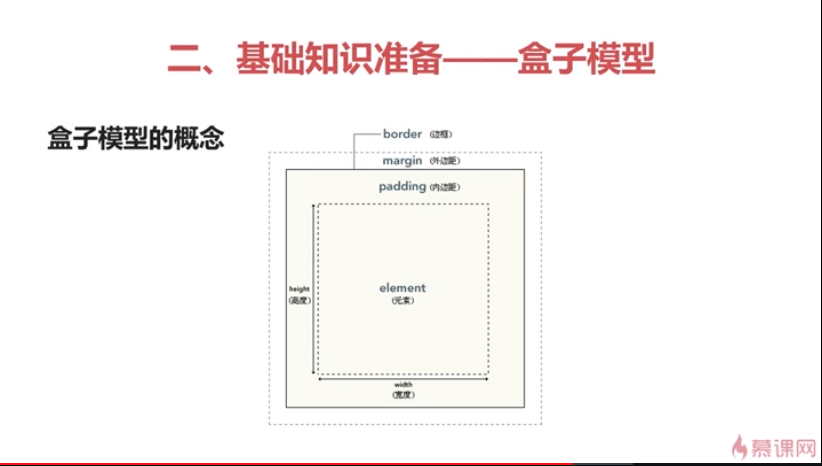 二、基础知识准备——盒子模型
盒子模型的概念
border (边框)
margin (外边距)
padding (内边距)
element
(元素)
height
(高度)
width
(宽度)
慕课网